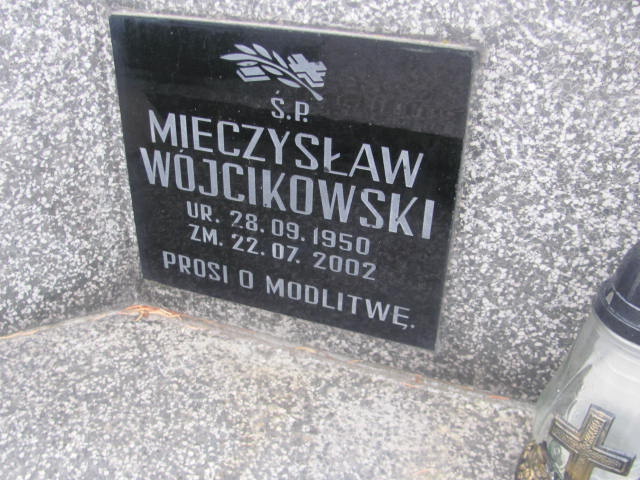 Ś.P.
MIECZYSŁAW
WÓJCIKOWSKI
UR. 28.09.1950
ZM. 22.07.2002
PROSI O MODLITWĘ.